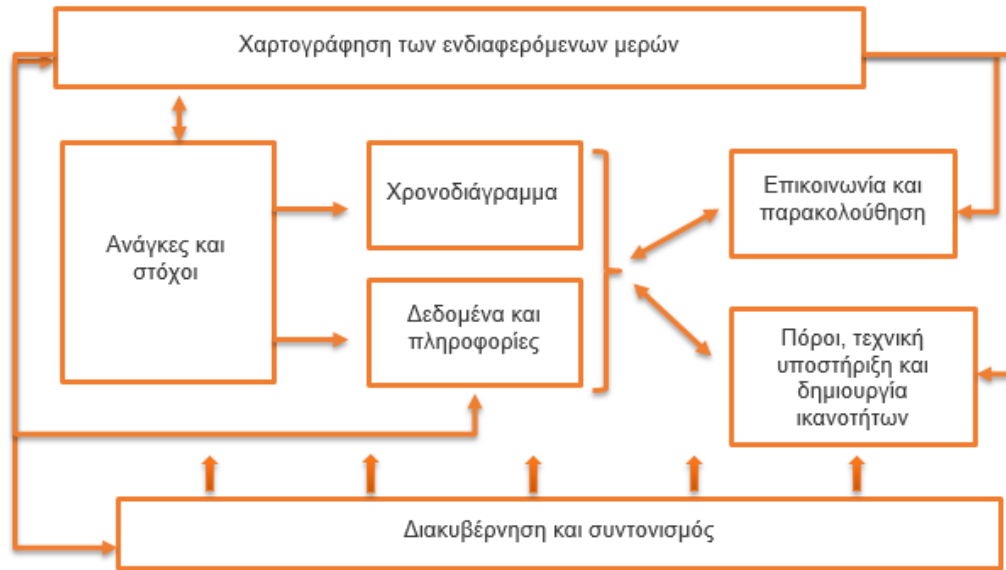 Χαρτογράφηση των ενδιαφερόμενων μερών
Ανάγκες και
στόχοι
Χρονοδιάγραμμα
Δεδομένα και
πληροφορίες
Επικοινωνία και
παρακολούθηση
Πόροι, τεχνική
υποστήριξη και
δημιουργία
ικανοτήτων
Διακυβέρνηση και συντονισμός